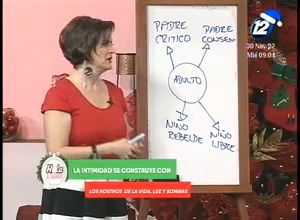 PADRE
CRITICO
PADRE
CONSEN
ADULTO
NIÑO
REBELDE
NIÑO
LIBRE
12
30 Nov, 22
Mié 09:04
LA INTIMIDAD SE CONSTRUYE CON
LOS ROSTROS DE LA VIDA, LUZ Y SOMBRA